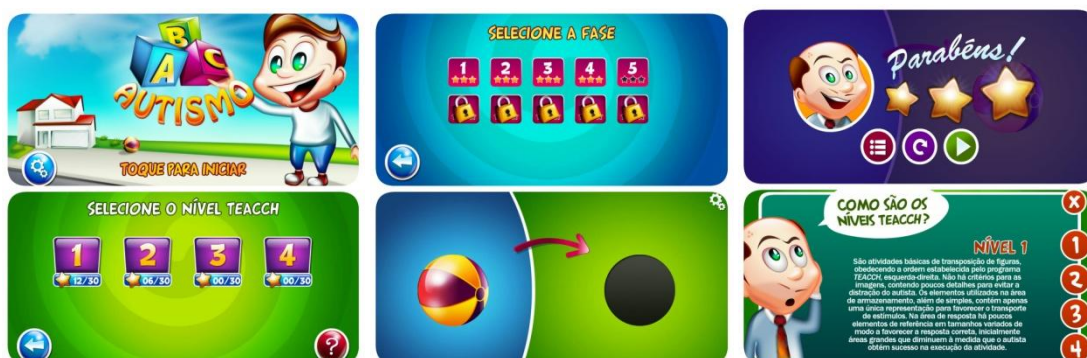 ABC
AUTISMO
TOQUE PARA INICIAR
SELECIONE A FASE
1 2 3 4 5
Parabéns!
SELECIONE O NÍVEL TEACCH
1 2 3 4
12/30 06/30 00/30 00/30
COMO SÃO OS
NÍVEIS TEACCH?
X
1
2
3
4
NÍVEL 1
São atividades básicas de transposição de figuras,
obedecendo a ordem estabelecida pelo programa
TEACCH, esquerda-direita. Não há critérios para as
imagens, contendo poucos detalhes para evitar a
distração do autista. Os elementos utilizados na área
de armazenamento, além de simples, contém apenas
uma única representação para favorecer o transporte
de estímulos. Na área de resposta há poucos
elementos de referência em tamanhos variados de
modo a favorecer a resposta correta, inicialmente
áreas grandes que diminuem à medida que o autista
obtém sucesso na execução da atividade.
?